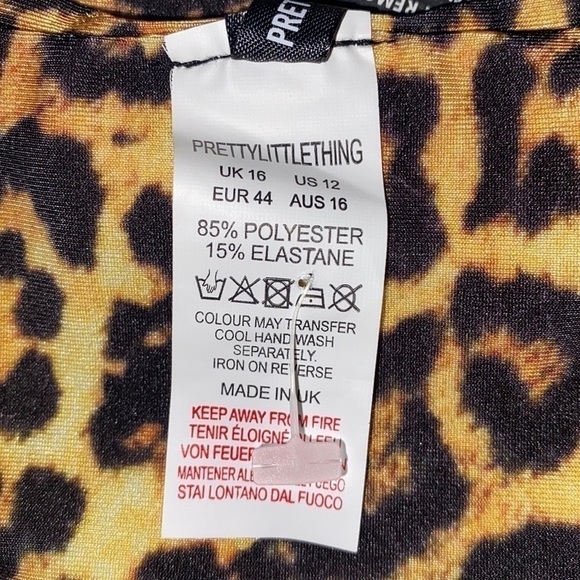 PRE
PRETTYLITTLETHING
UK 16 US 12
EUR 44 AUS 16
85% POLYESTER
15% ELASTANE
COLOUR MAY TRANSFER
COOL HAND WASH
SEPARATELY.
IRON ON REVERSE
MADE IN UK
KEEP AWAY FROM FIRE
TENIR ÉLOIGNÉ
VON FEUER
MANTENER
STAI LONTANO DAL FUOCO